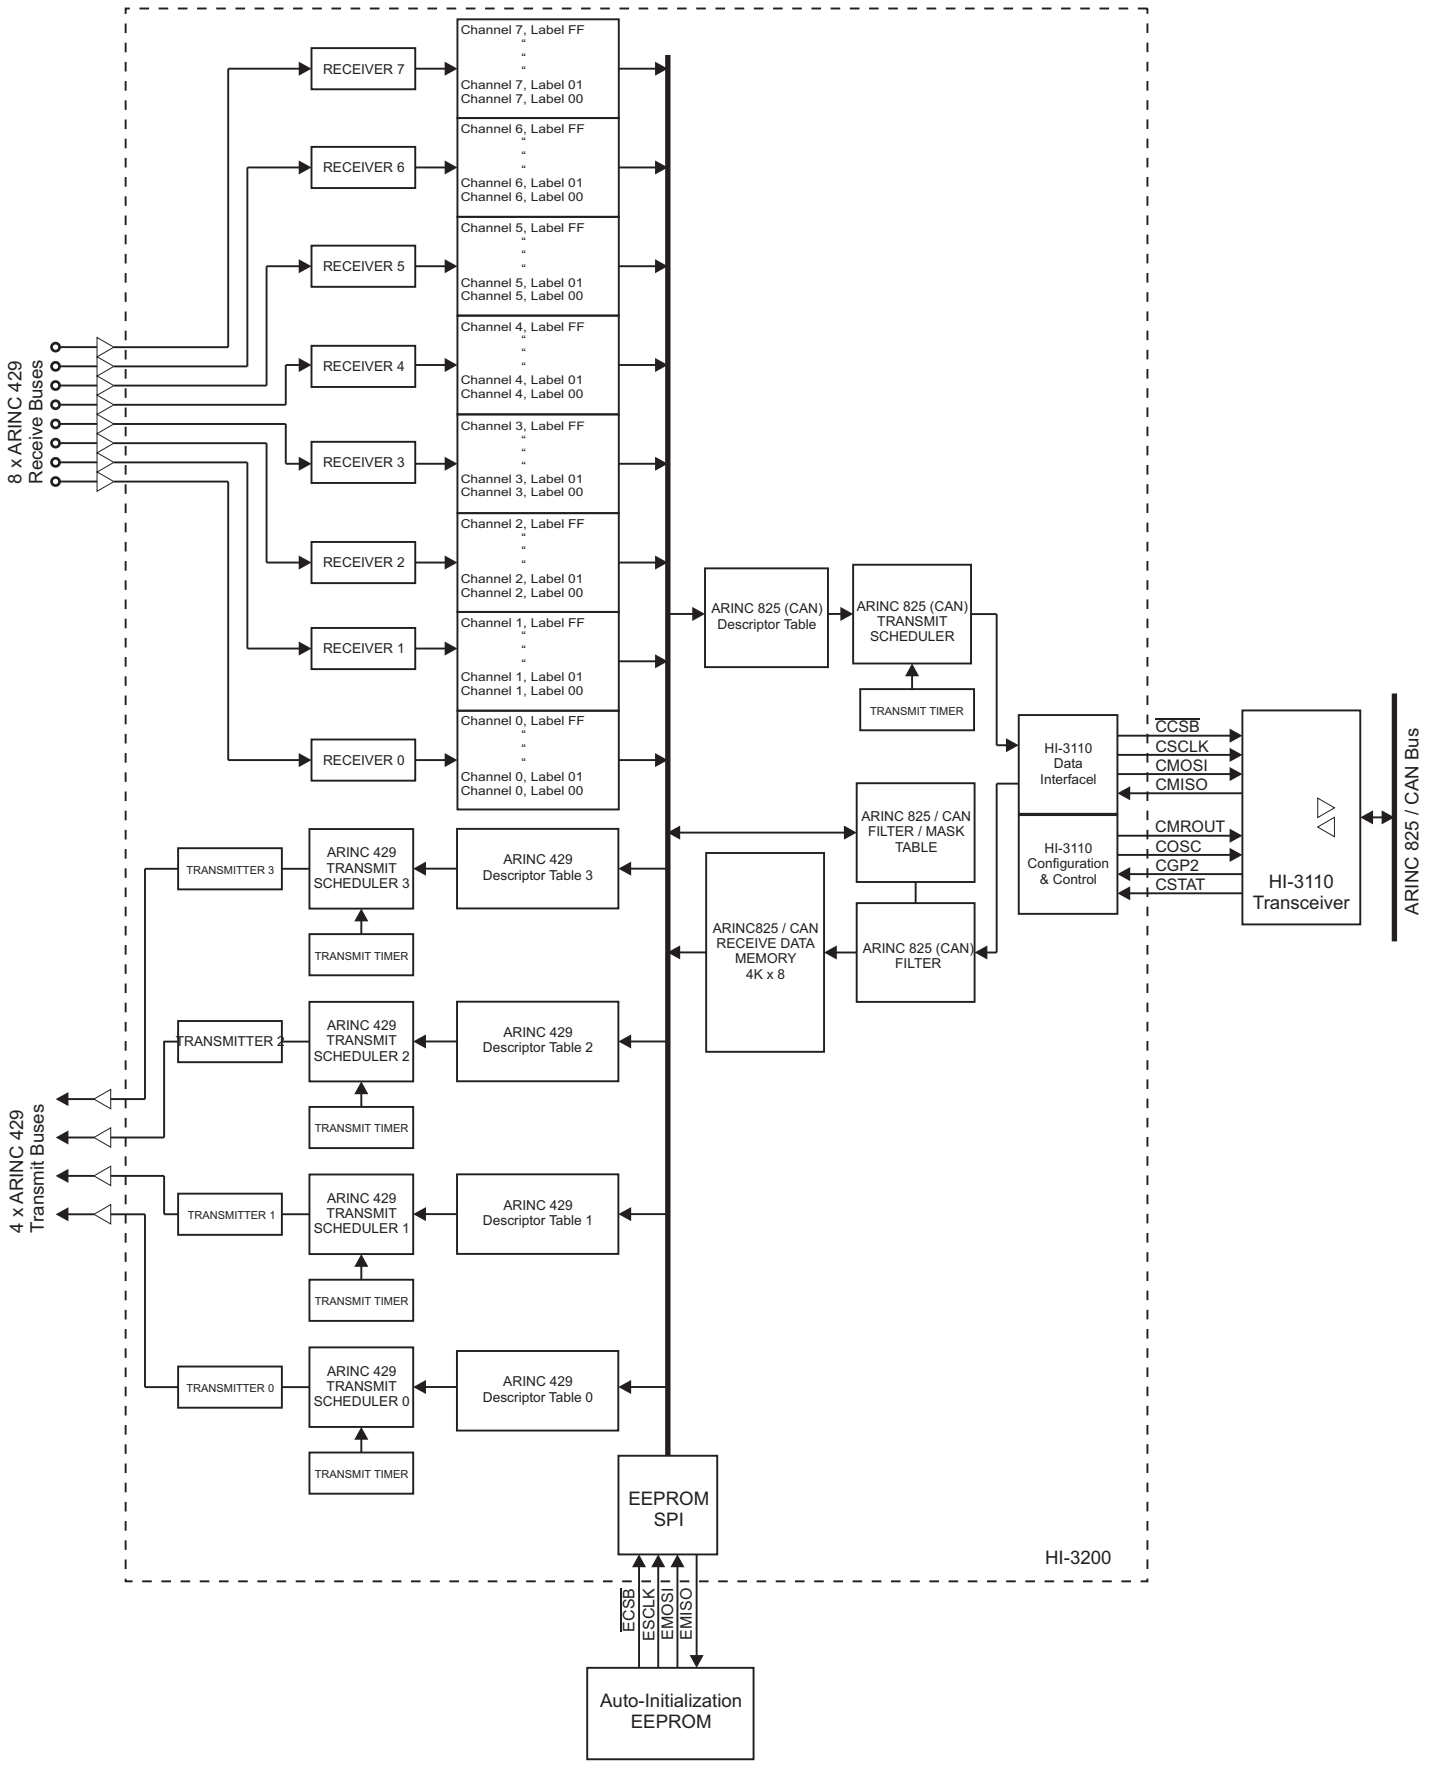 Channel 7, Label FF
“
“
“
Channel 7, Label 01
Channel 7, Label 00
RECEIVER 7
Channel 6, Label FF
“
“
“
Channel 6, Label 01
Channel 6, Label 00
RECEIVER 6
Channel 5, Label FF
“
“
“
Channel 5, Label 01
Channel 5, Label 00
RECEIVER 5
Channel 4, Label FF
“
“
“
Channel 4, Label 01
Channel 4, Label 00
RECEIVER 4
8 x ARINC 429
Receive Buses
Channel 3, Label FF
“
“
“
Channel 3, Label 01
Channel 3, Label 00
RECEIVER 3
Channel 2, Label FF
“
“
“
Channel 2, Label 01
Channel 2, Label 00
RECEIVER 2
Channel 1, Label FF
“
“
“
Channel 1, Label 01
Channel 1, Label 00
RECEIVER 1
Channel 0, Label FF
“
“
“
Channel 0, Label 01
Channel 0, Label 00
RECEIVER 0
ARINC 825 (CAN)
Descriptor Table
ARINC 825 (CAN)
TRANSMIT
SCHEDULER
TRANSMIT TIMER
HI-3110
Data
Interfacel
HI-3110
Configuration
& Control
CCSB
CSCLK
CMOSI
CMISO
CMROUT
COSC
CGP2
CSTAT
HI-3110
Transceiver
ARINC 825 / CAN Bus
ARINC 825 / CAN
FILTER / MASK
TABLE
ARINC825 / CAN
RECEIVE DATA
MEMORY
4K x 8
ARINC 825 (CAN)
FILTER
TRANSMITTER 3
ARINC 429
TRANSMIT
SCHEDULER 3
ARINC 429
Descriptor Table 3
TRANSMIT TIMER
TRANSMITTER 2
ARINC 429
TRANSMIT
SCHEDULER 2
ARINC 429
Descriptor Table 2
TRANSMIT TIMER
4 x ARINC 429
Transmit Buses
TRANSMITTER 1
ARINC 429
TRANSMIT
SCHEDULER 1
ARINC 429
Descriptor Table 1
TRANSMIT TIMER
TRANSMITTER 0
ARINC 429
TRANSMIT
SCHEDULER 0
ARINC 429
Descriptor Table 0
TRANSMIT TIMER
EEPROM
SPI
HI-3200
ECSB
ESCLK
EMOSI
EMISO
Auto-Initialization
EEPROM